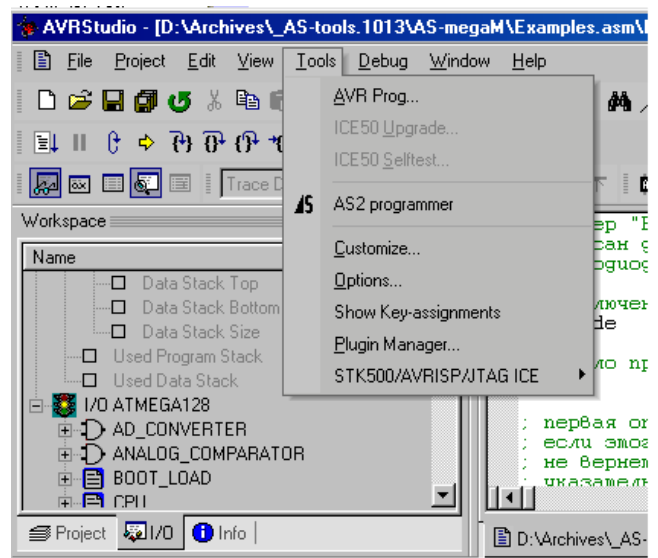 AVRStudio - [D:\Archives\_AS-tools.1013\AS-megaM\Examples.asm\
File Project Edit View Tools Debug Window Help
AVR Prog...
ICE50 Upgrade...
ICE50 Selftest...
Trace D
AS2 programmer
Customize...
Options...
Show Key-assignments
Plugin Manager...
STK500/AVRISP/JTAG ICE
Workspace
Name
Data Stack Top
Data Stack Bottom
Data Stack Size
Used Program Stack
Used Data Stack
I/O ATMEGA128
AD_CONVERTER
ANALOG_COMPARATOR
BOOT_LOAD
CPU
; первая оп
; если этог
; не вернем
; указатель
Project I/O Info
D:\Archives\_AS-